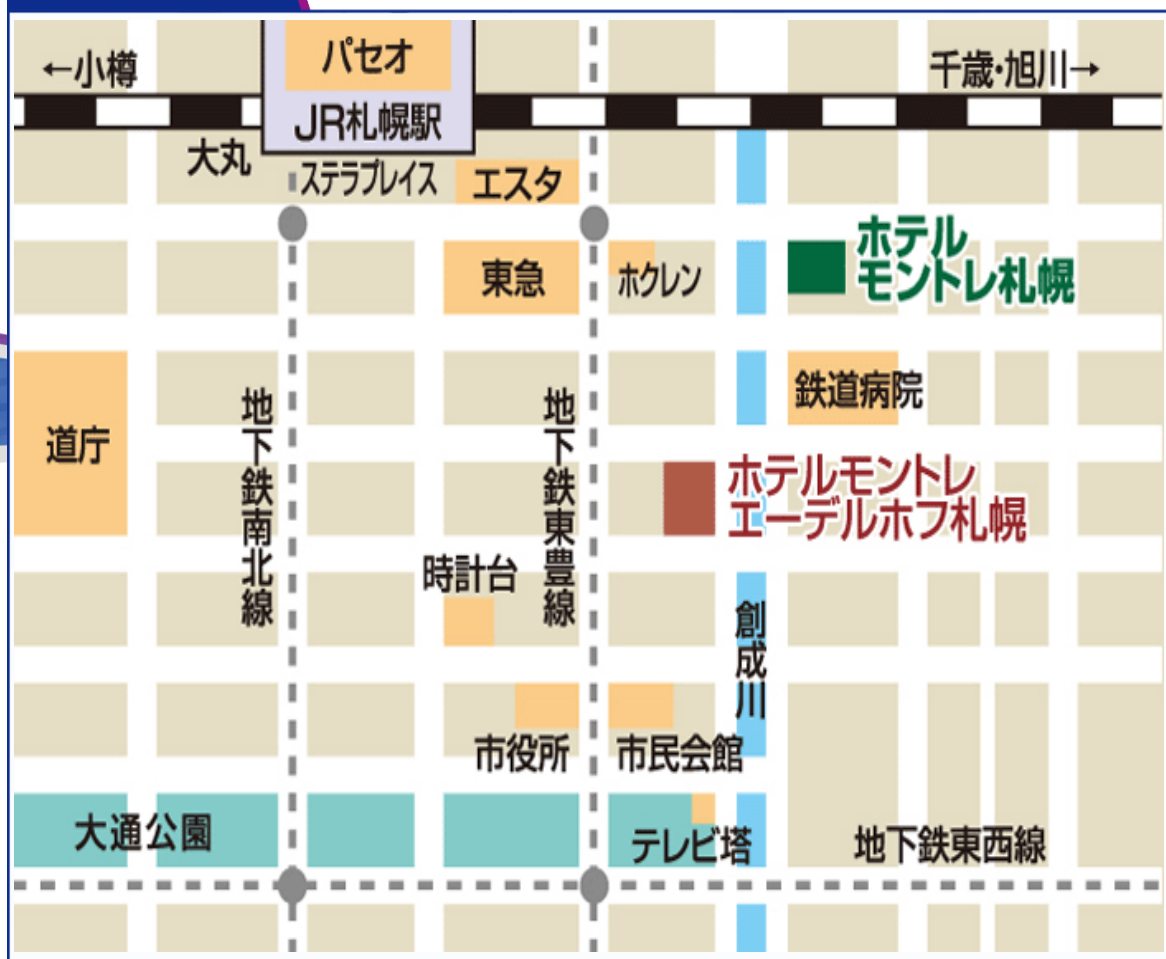 パセオ
←小樽
千歳・旭川→
JR札幌駅
大丸
ステラプレイス
エスタ
ホテル
モントレ札幌
東急
ホクレン
鉄道病院
道庁
地下鉄南北線
地下鉄東豊線
ホテルモントレ
エーデルホフ札幌
時計台
創成川
市役所
市民会館
大通公園
テレビ塔
地下鉄東西線